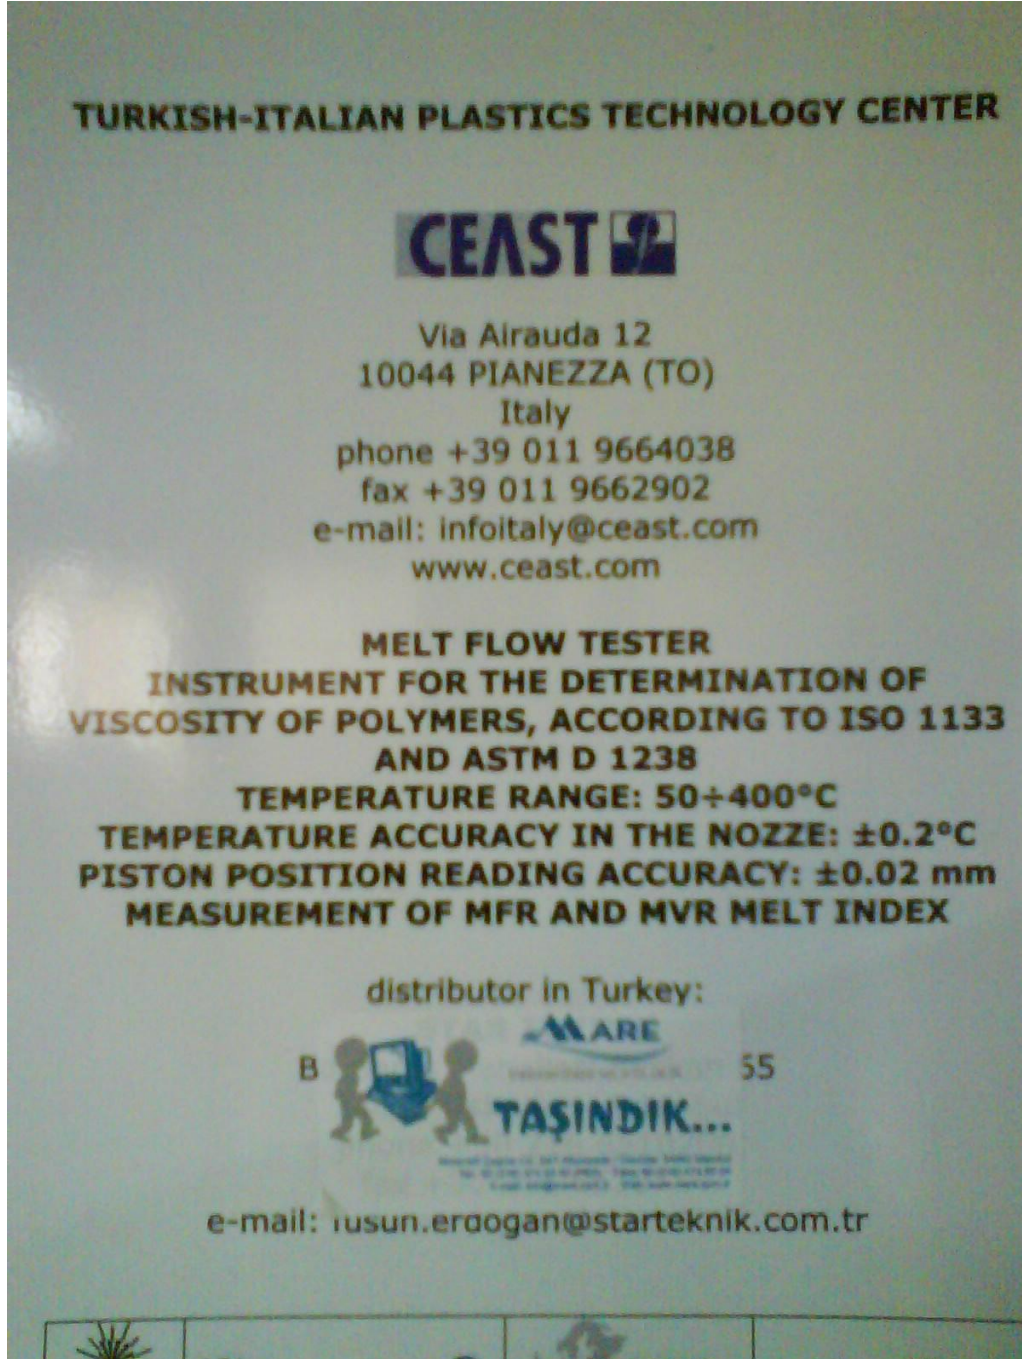 TURKISH-ITALIAN PLASTICS TECHNOLOGY CENTER
CEAST
Via Airauda 12
10044 PIANEZZA (TO)
Italy
phone +39 011 9664038
fax +39 011 9662902
e-mail: infoitaly@ceast.com
www.ceast.com
MELT FLOW TESTER
INSTRUMENT FOR THE DETERMINATION OF
VISCOSITY OF POLYMERS, ACCORDING TO ISO 1133
AND ASTM D 1238
TEMPERATURE RANGE: 50÷400°C
TEMPERATURE ACCURACY IN THE NOZZE: ±0.2°C
PISTON POSITION READING ACCURACY: ±0.02 mm
MEASUREMENT OF MFR AND MVR MELT INDEX
distributor in Turkey:
MARE
B 55
TAŞINDIK...
e-mail: